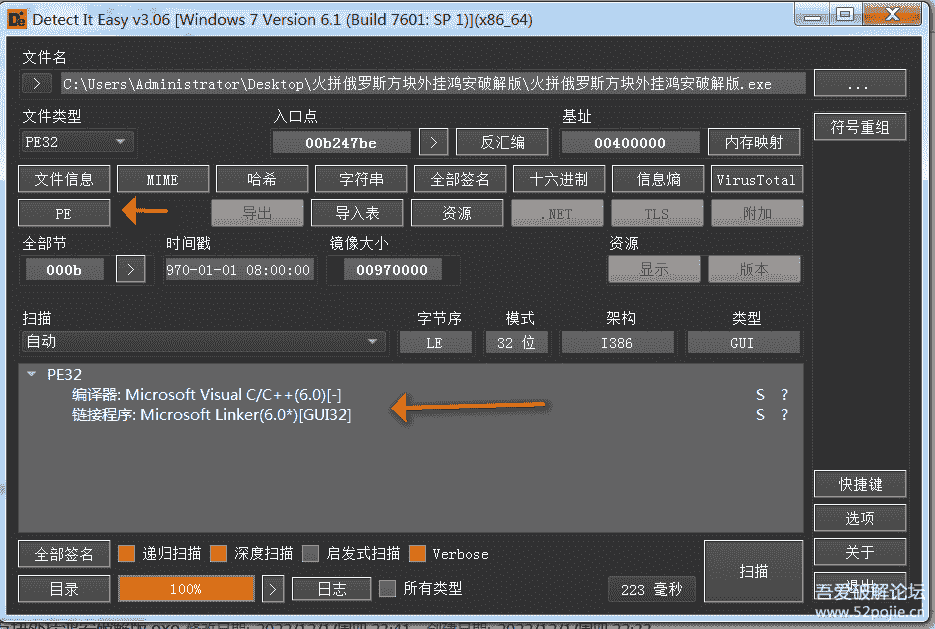 Detect It Easy v3.06 [Windows 7 Version 6.1 (Build 7601: SP 1)](x86_64)
文件名
> C:\Users\Administrator\Desktop\火拼俄罗斯方块外挂鸿安破解版\火拼俄罗斯方块外挂鸿安破解版.exe ...
文件类型 入口点 基址
PE32 00b247be > 反汇编 00400000 内存映射 符号重组
文件信息 MIME 哈希 字符串 全部签名 十六进制 信息熵 VirusTotal
PE 导出 导入表 资源 .NET TLS 附加
全部节 时间戳 镜像大小 资源
000b > 970-01-01 08:00:00 00970000 显示 版本
扫描 字节序 模式 架构 类型
自动 LE 32 位 I386 GUI
PE32
编译器: Microsoft Visual C/C++(6.0)[-] S ?
链接程序: Microsoft Linker(6.0*)[GUI32] S ?
快捷键
选项
全部签名 递归扫描 深度扫描 启发式扫描 Verbose 扫描 关于
目录 100% > 日志 所有类型 223 毫秒 退出
吾爱破解论坛
www.52pojie.cn